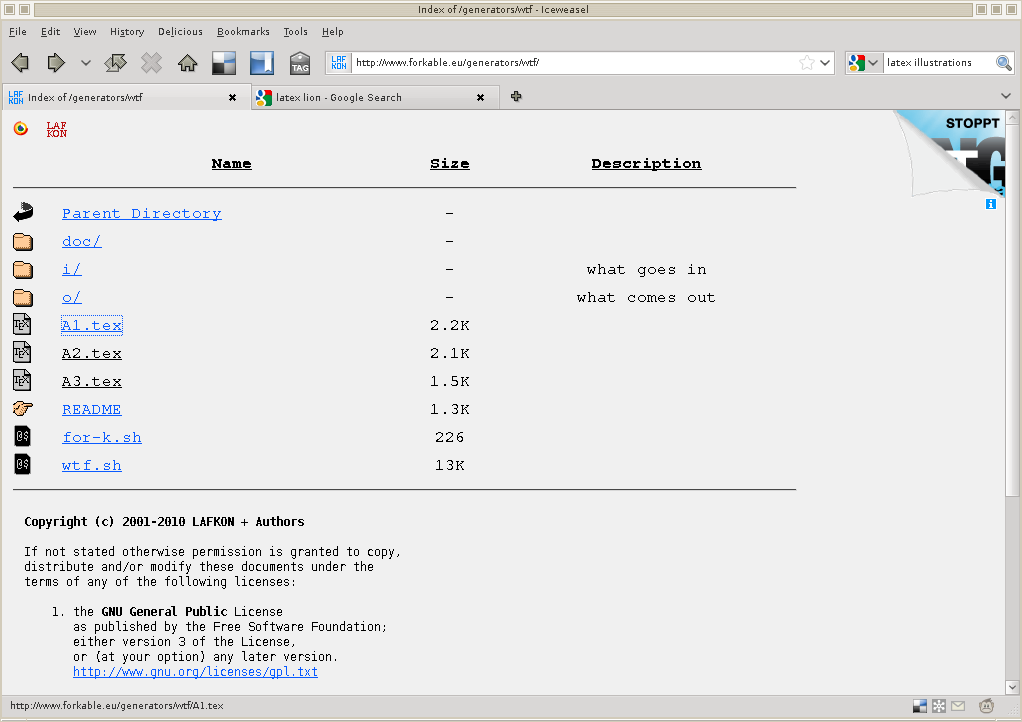 Index of /generators/wtf - Iceweasel
File Edit View History Delicious Bookmarks Tools Help
TAG LAF KON http://www.forkable.eu/generators/wtf/ latex illustrations
LAF KON Index of /generators/wtf latex lion - Google Search
LAF KON
STOPPT
Name Size Description
Parent Directory -
doc/ -
i/ - what goes in
o/ - what comes out
TEX A1.tex 2.2K
TEX A2.tex 2.1K
TEX A3.tex 1.5K
README 1.3K
@$ for-k.sh 226
@$ wtf.sh 13K
Copyright (c) 2001-2010 LAFKON + Authors
If not stated otherwise permission is granted to copy,
distribute and/or modify these documents under the
terms of any of the following licenses:
1. the GNU General Public License
as published by the Free Software Foundation;
either version 3 of the License,
or (at your option) any later version.
http://www.gnu.org/licenses/gpl.txt
http://www.forkable.eu/generators/wtf/A1.tex